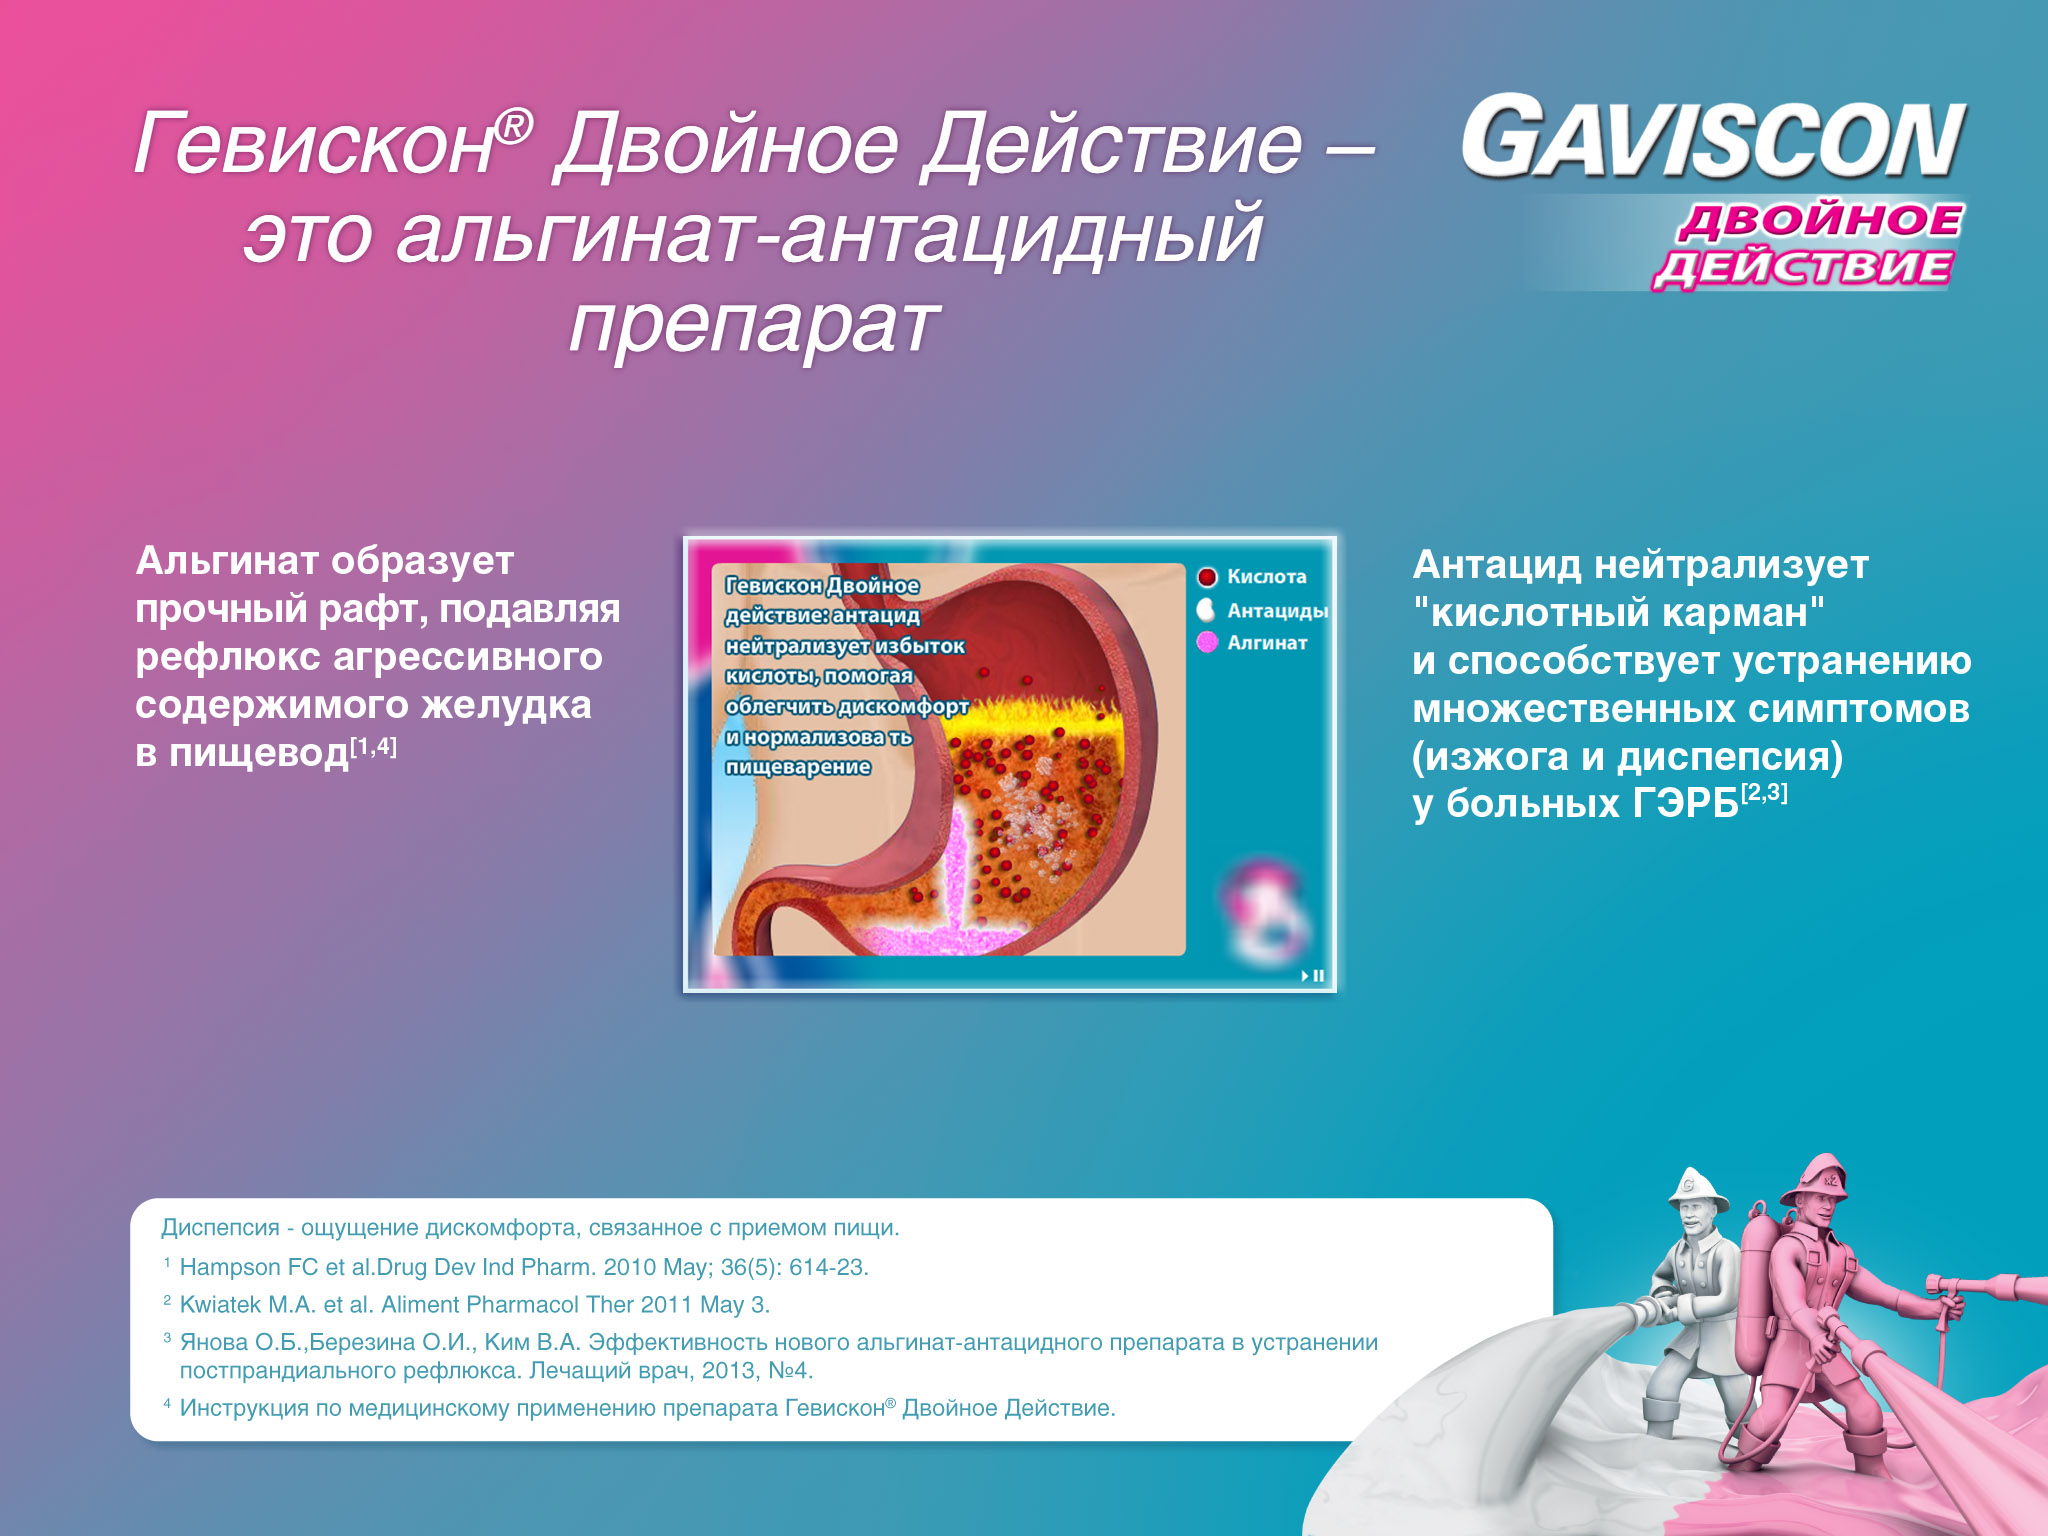 Гевискон® Двойное Действие –
это альгинат-антацидный
препарат
GAVISCON
ДВОЙНОЕ
ДЕЙСТВИЕ
Альгинат образует
прочный рафт, подавляя
рефлюкс агрессивного
содержимого желудка
в пищевод[1,4]
Гевискон Двойное
действие: антацид
нейтрализует избыток
кислоты, помогая
облегчить дискомфорт
и нормализова ть
пищеварение
Кислота
Антациды
Алгинат
Антацид нейтрализует
"кислотный карман"
и способствует устранению
множественных симптомов
(изжога и диспепсия)
у больных ГЭРБ[2,3]
Диспепсия - ощущение дискомфорта, связанное с приемом пищи.
1 Hampson FC et al.Drug Dev Ind Pharm. 2010 May; 36(5): 614-23.
2 Kwiatek M.A. et al. Aliment Pharmacol Ther 2011 May 3.
3 Янова О.Б.,Березина О.И., Ким В.А. Эффективность нового альгинат-антацидного препарата в устранении
постпрандиального рефлюкса. Лечащий врач, 2013, №4.
4 Инструкция по медицинскому применению препарата Гевискон® Двойное Действие.
G